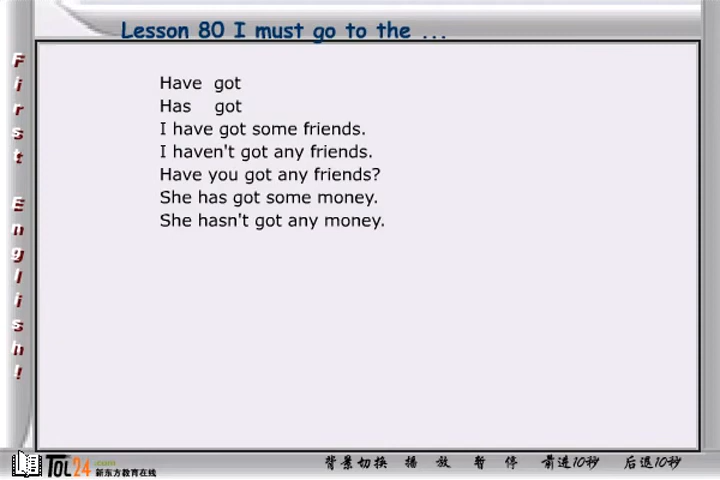 Lesson 80 I must go to the ...
First English!
Have got
Has got
I have got some friends.
I haven't got any friends.
Have you got any friends?
She has got some money.
She hasn't got any money.
TOL24.com 新东方教育在线
背景切换 播 放 暂 停 前进10秒 后退10秒